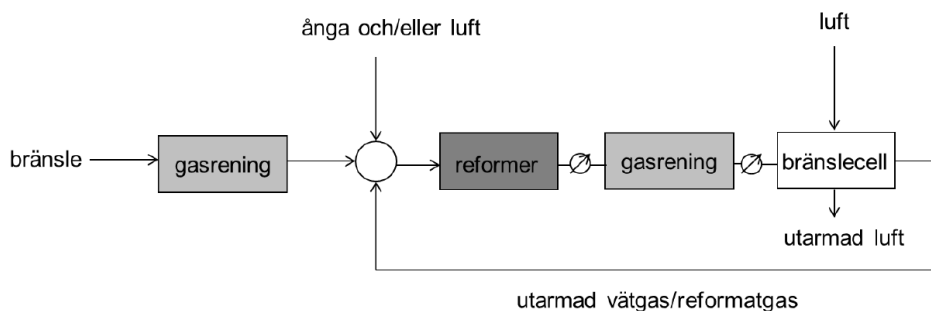 ånga och/eller luft
luft
bränsle
gasrening
reformer
gasrening
bränslecell
utarmad luft
utarmad vätgas/reformatgas